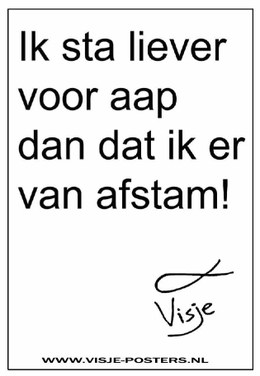 Ik sta liever
voor aap
dan dat ik er
van afstam!
Visje
WWW.VISJE-POSTERS.NL